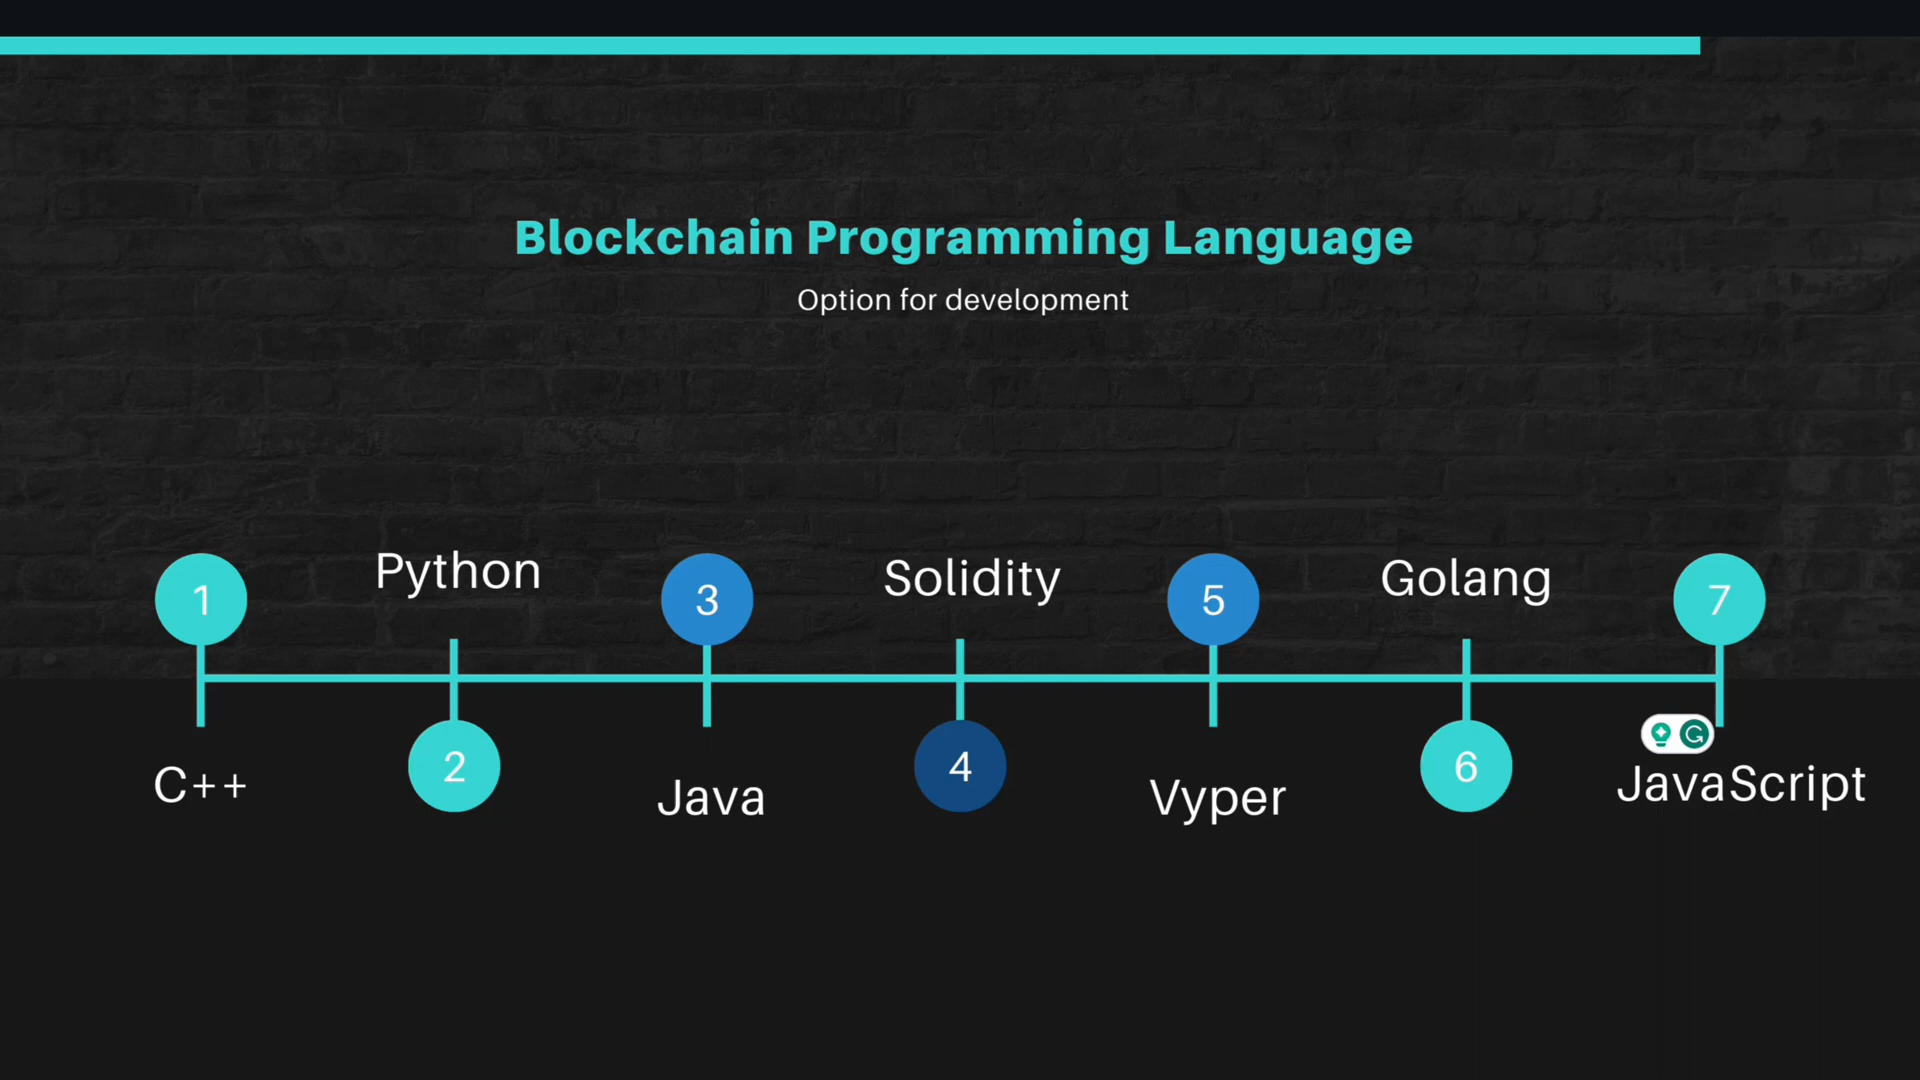 Blockchain Programming Language
Option for development
1
Python
3
Solidity
5
Golang
7
C++
2
Java
4
Vyper
6
JavaScript